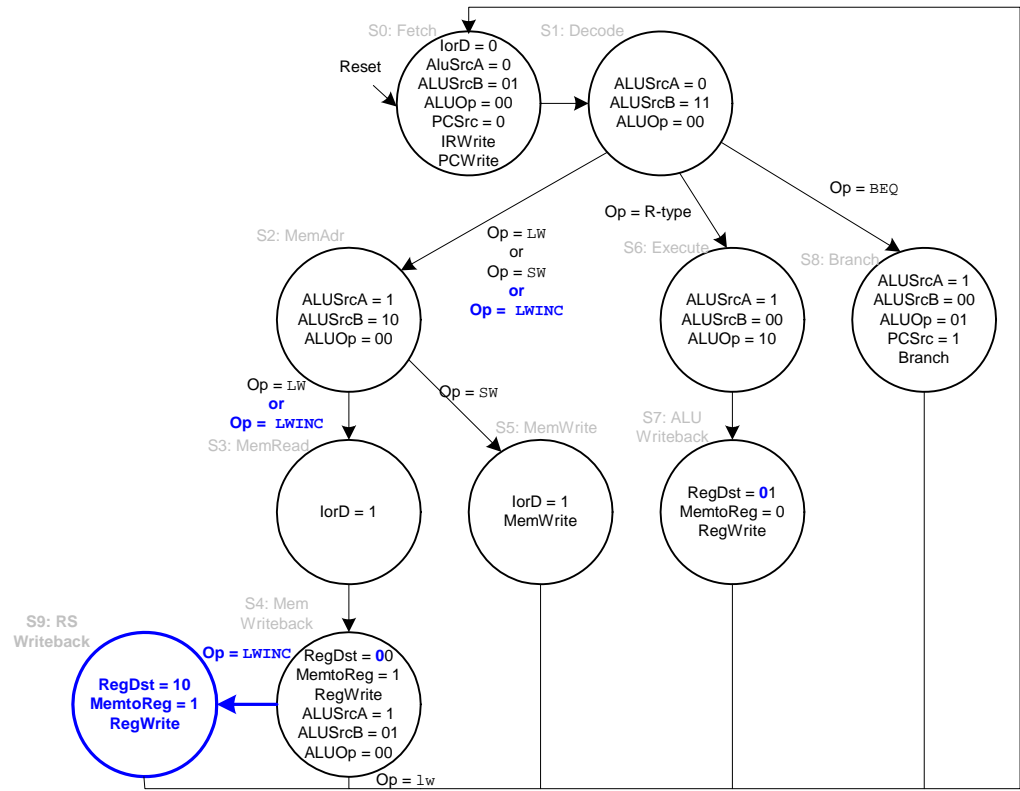 S0: Fetch
IorD = 0
AluSrcA = 0
ALUSrcB = 01
ALUOp = 00
PCSrc = 0
IRWrite
PCWrite
Reset
S1: Decode
ALUSrcA = 0
ALUSrcB = 11
ALUOp = 00
Op = BEQ
Op = R-type
Op = LW
or
Op = SW
or
Op = LWINC
S2: MemAdr
ALUSrcA = 1
ALUSrcB = 10
ALUOp = 00
S6: Execute
ALUSrcA = 1
ALUSrcB = 00
ALUOp = 10
S8: Branch
ALUSrcA = 1
ALUSrcB = 00
ALUOp = 01
PCSrc = 1
Branch
Op = LW
or
Op = LWINC
Op = SW
S3: MemRead
IorD = 1
S5: MemWrite
IorD = 1
MemWrite
S7: ALU
Writeback
RegDst = 01
MemtoReg = 0
RegWrite
S4: Mem
Writeback
RegDst = 00
MemtoReg = 1
RegWrite
ALUSrcA = 1
ALUSrcB = 01
ALUOp = 00
Op = LWINC
S9: RS
Writeback
RegDst = 10
MemtoReg = 1
RegWrite
Op = lw